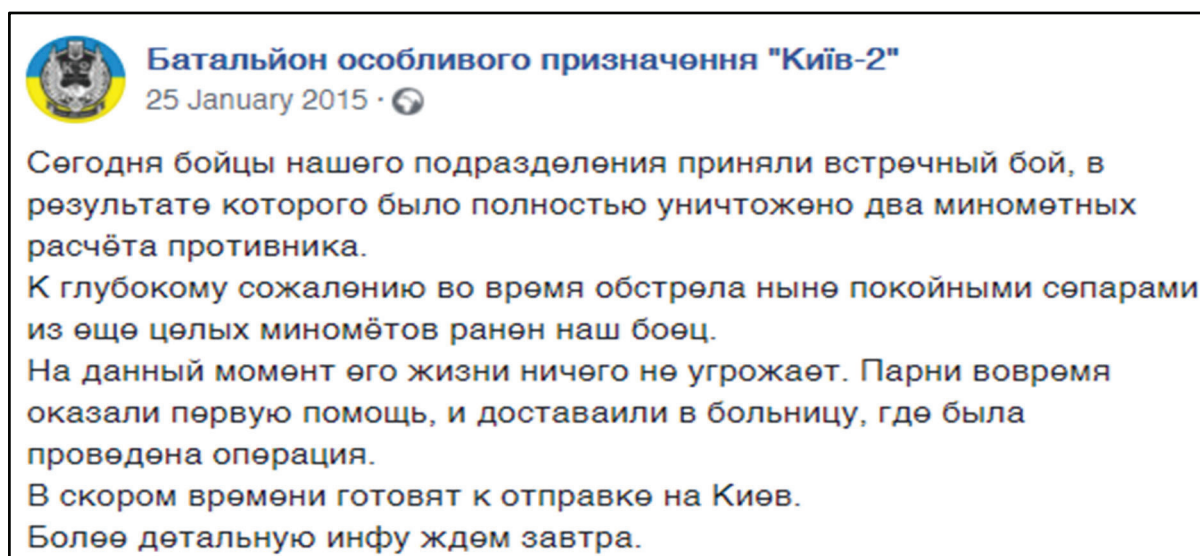 Батальйон особливого призначення "Київ-2"
25 January 2015 ·
Сегодня бойцы нашего подразделения приняли встречный бой, в
результате которого было полностью уничтожено два минометных
расчёта противника.
К глубокому сожалению во время обстрела ныне покойными сепарами
из еще целых миномётов ранен наш боец.
На данный момент его жизни ничего не угрожает. Парни вовремя
оказали первую помощь, и доставаили в больницу, где была
проведена операция.
В скором времени готовят к отправке на Киев.
Более детальную инфу ждем завтра.